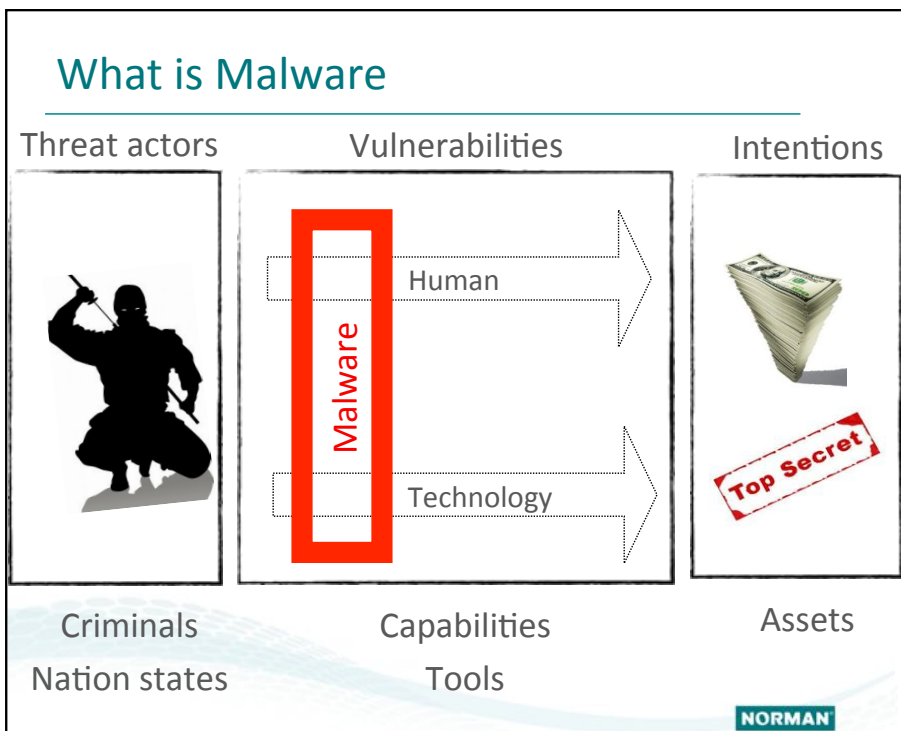 What is Malware
Threat actors
Vulnerabilities
Intentions
Human
Malware
Technology
Top Secret
Criminals
Nation states
Capabilities
Tools
Assets
NORMAN